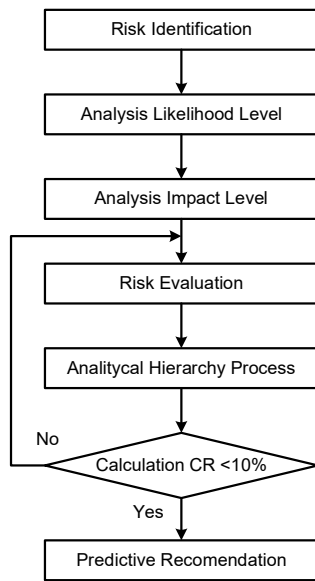 Risk Identification
Analysis Likelihood Level
Analysis Impact Level
Risk Evaluation
Analitycal Hierarchy Process
No
Calculation CR <10%
Yes
Predictive Recomendation